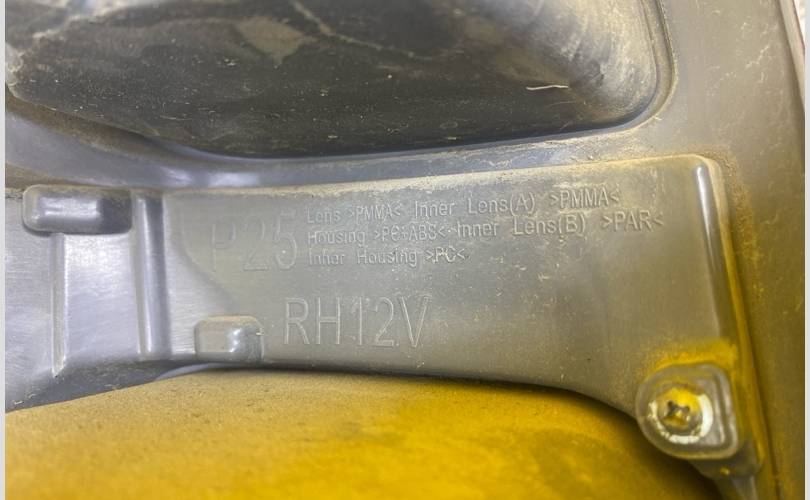 P25
Lens >PMMA< Inner Lens(A) >PMMA<
Housing >PC+ABS< Inner Lens(B) >PAR<
Inner Housing >PC<
RH12V